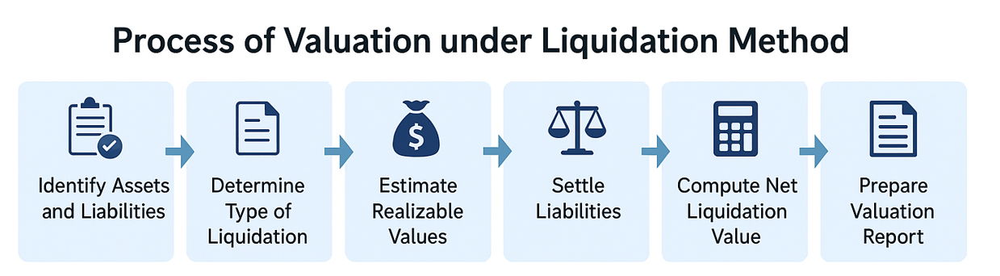 Process of Valuation under Liquidation Method
Identify Assets
and Liabilities
Determine
Type of
Liquidation
$
Estimate
Realizable
Values
Settle
Liabilities
Compute Net
Liquidation
Value
Prepare
Valuation
Report